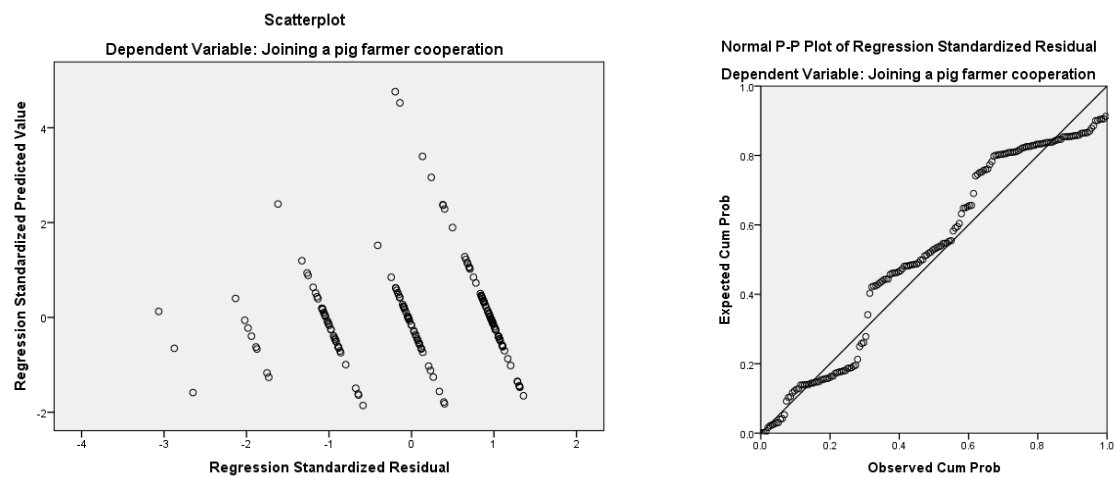 Scatterplot
Dependent Variable: Joining a pig farmer cooperation
Regression Standardized Predicted Value
4
2
0
-2
-4
-3
-2
-1
0
1
2
Regression Standardized Residual
Normal P-P Plot of Regression Standardized Residual
Dependent Variable: Joining a pig farmer cooperation
Expected Cum Prob
1.0
0.8
0.6
0.4
0.2
0.0
0.0
0.2
0.4
0.6
0.8
1.0
Observed Cum Prob